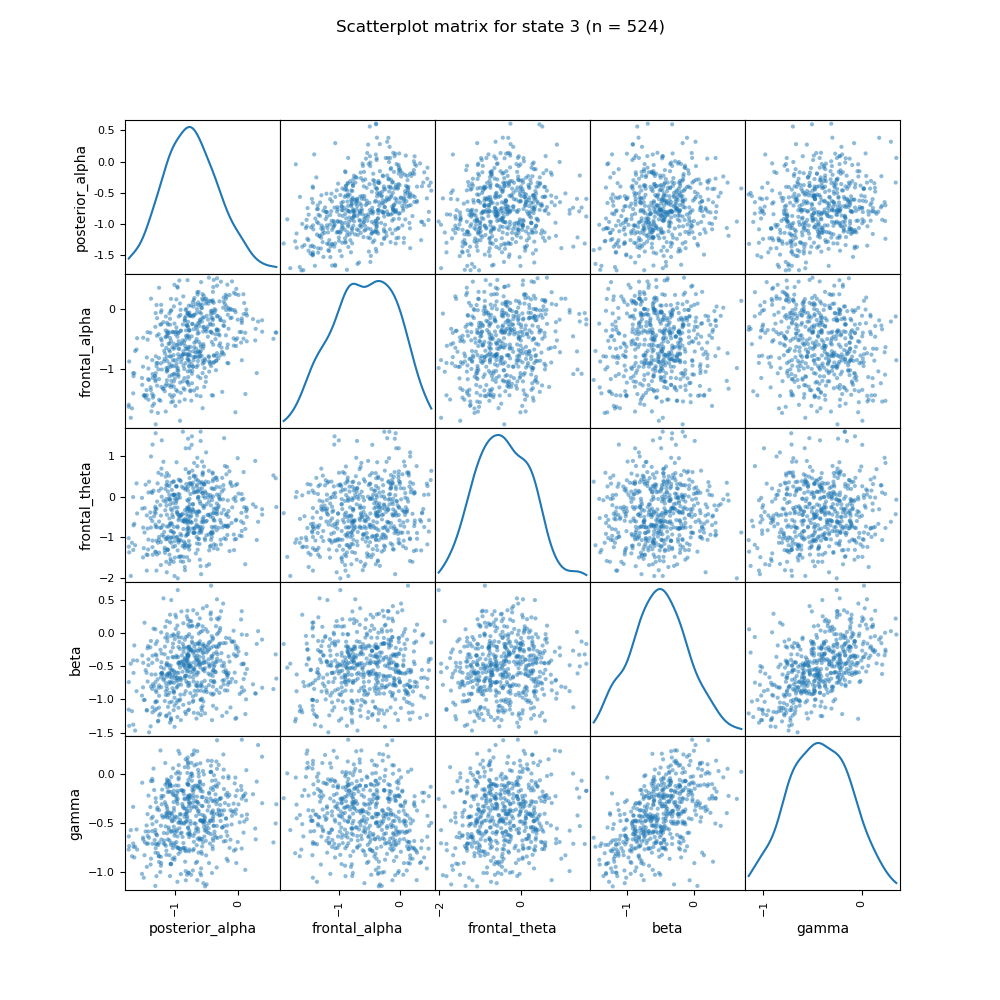 Scatterplot matrix for state 3 (n = 524)
posterior_alpha
0.5
0.0
−0.5
−1.0
−1.5
frontal_alpha
0
−1
frontal_theta
1
0
−1
−2
beta
0.5
0.0
−0.5
−1.0
−1.5
gamma
0.0
−0.5
−1.0
−1 0 −1 0 −2 0 −1 0 −1 0
posterior_alpha frontal_alpha frontal_theta beta gamma